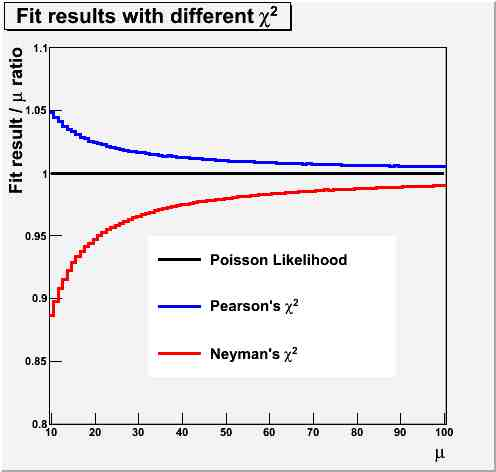 Fit results with different χ²
Fit result / μ ratio
1.1
1.05
1
0.95
0.9
0.85
0.8
Poisson Likelihood
Pearson's χ²
Neyman's χ²
10 20 30 40 50 60 70 80 90 100
μ